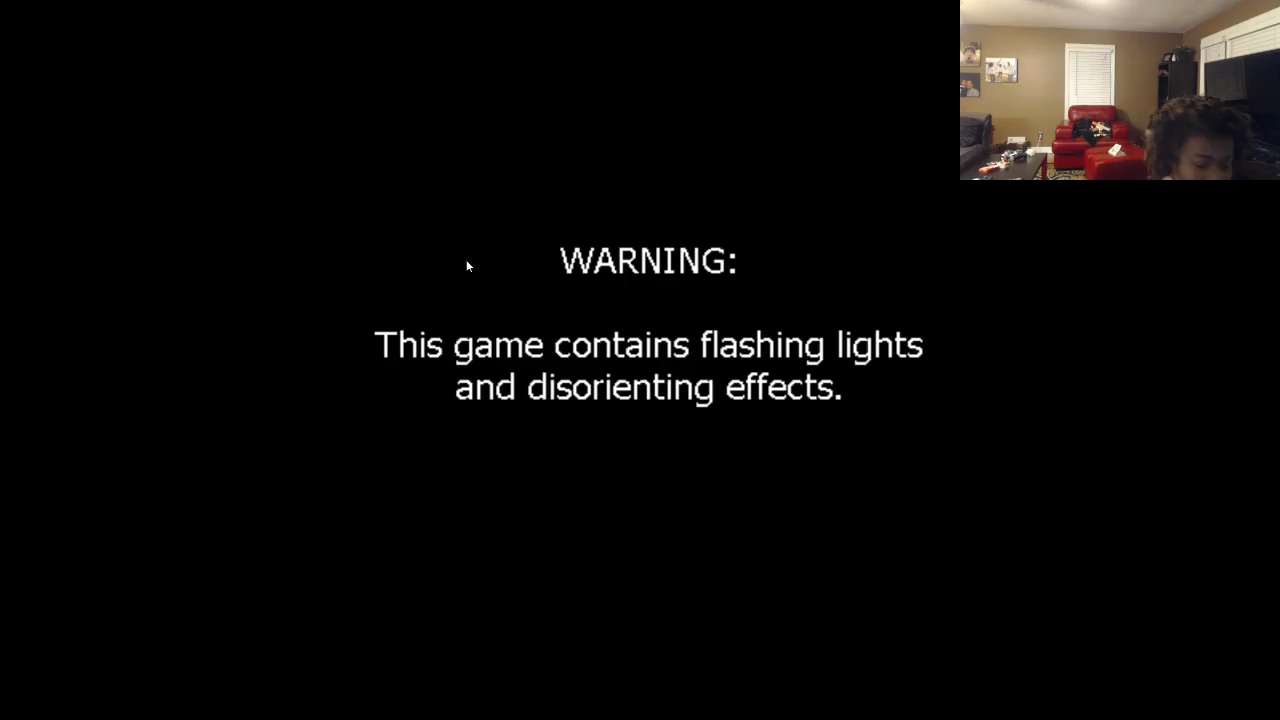 WARNING:
This game contains flashing lights
and disorienting effects.